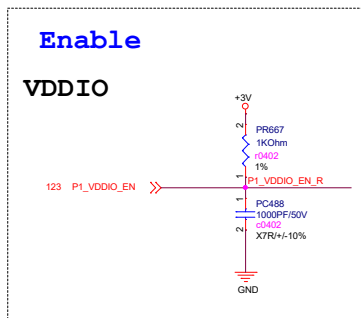 Enable
VDDIO
+3V
2
PR667
1KOhm
r0402
1%
1
123 P1_VDDIO_EN
P1_VDDIO_EN_R
1
PC488
1000PF/50V
c0402
2
X7R/+/-10%
GND